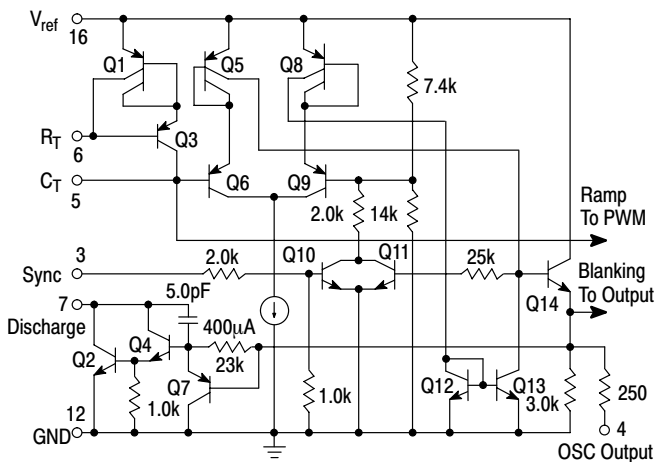 Vref
16
Q1
Q5
Q8
7.4k
RT
6
Q3
CT
5
Q6
Q9
2.0k
14k
Ramp
To PWM
3
Sync
2.0k
Q10
Q11
25k
Blanking
To Output
Q14
7
Discharge
5.0pF
400µA
Q2
Q4
23k
Q7
1.0k
1.0k
Q12
Q13
3.0k
250
12
GND
4
OSC Output